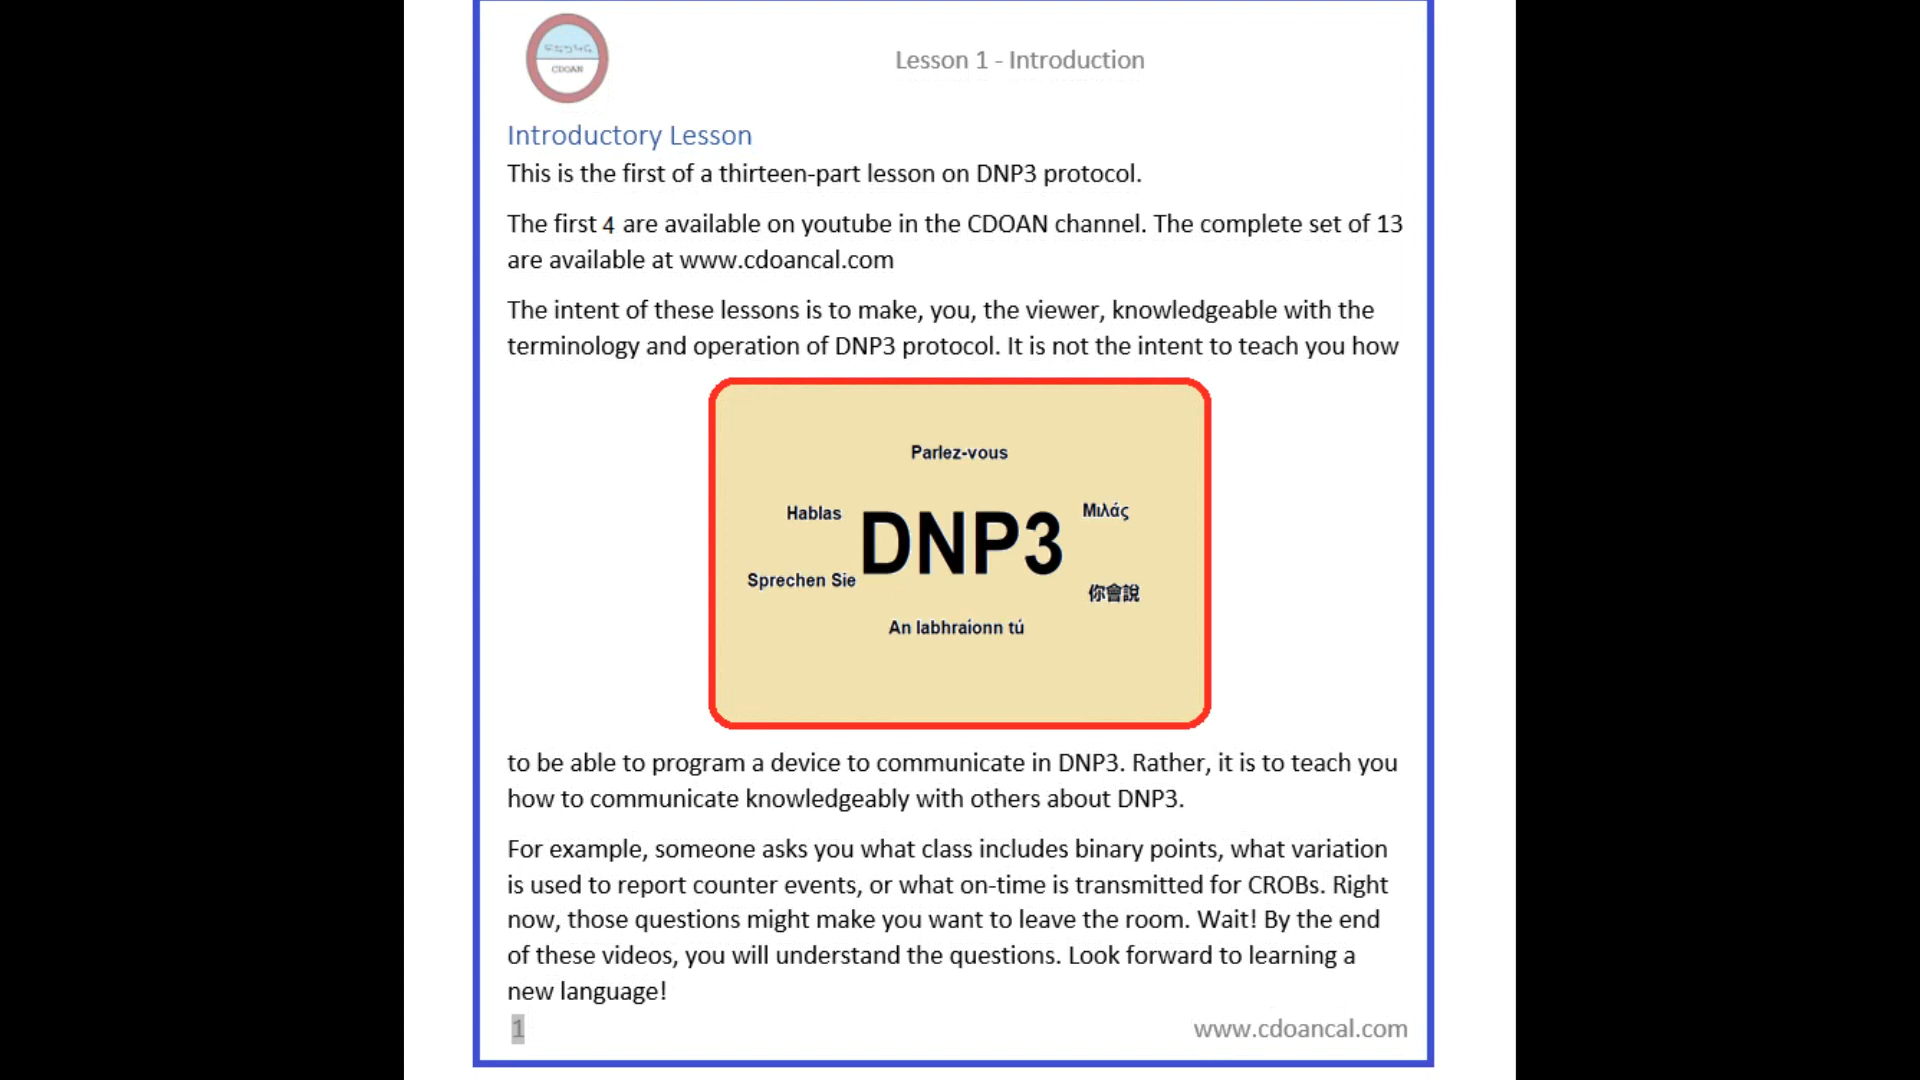 CDOAN
Lesson 1 - Introduction
Introductory Lesson
This is the first of a thirteen-part lesson on DNP3 protocol.
The first 4 are available on youtube in the CDOAN channel. The complete set of 13
are available at www.cdoancal.com
The intent of these lessons is to make, you, the viewer, knowledgeable with the
terminology and operation of DNP3 protocol. It is not the intent to teach you how
Parlez-vous
Hablas
Μιλάς
DNP3
Sprechen Sie
你會說
An labhraíonn tú
to be able to program a device to communicate in DNP3. Rather, it is to teach you
how to communicate knowledgeably with others about DNP3.
For example, someone asks you what class includes binary points, what variation
is used to report counter events, or what on-time is transmitted for CROBs. Right
now, those questions might make you want to leave the room. Wait! By the end
of these videos, you will understand the questions. Look forward to learning a
new language!
1
www.cdoancal.com